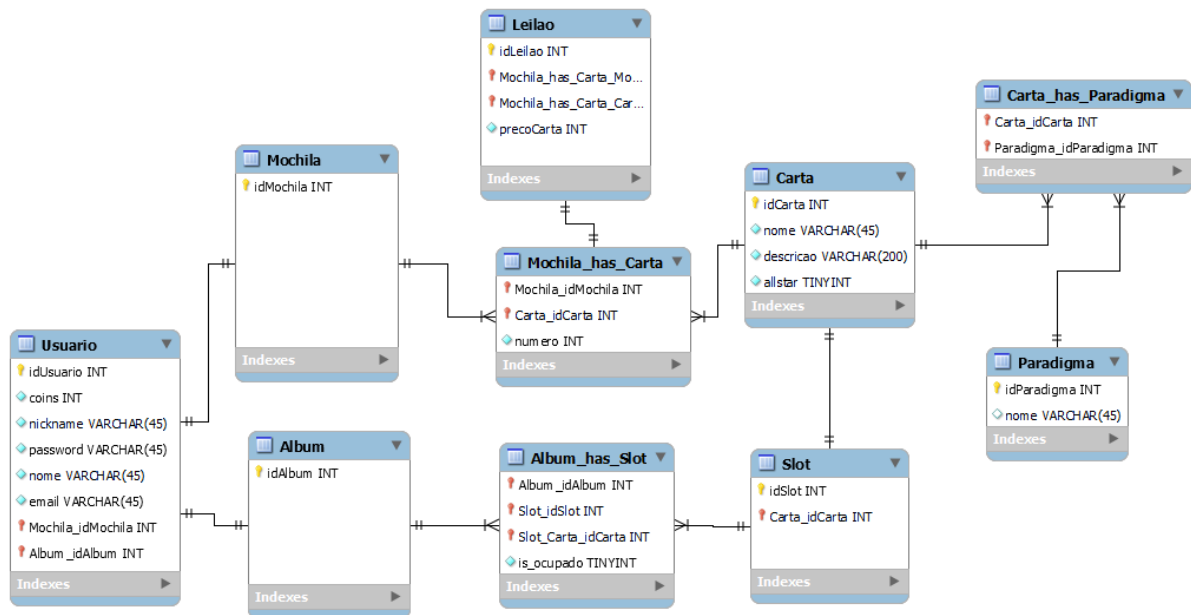 Leilao
idLeilao INT
Mochila_has_Carta_Mo...
Mochila_has_Carta_Car...
precoCarta INT
Indexes
Carta_has_Paradigma
Carta_idCarta INT
Paradigma_idParadigma INT
Indexes
Mochila
idMochila INT
Indexes
Carta
idCarta INT
nome VARCHAR(45)
descricao VARCHAR(200)
allstar TINYINT
Indexes
Mochila_has_Carta
Mochila_idMochila INT
Carta_idCarta INT
numero INT
Indexes
Usuario
idUsuario INT
coins INT
nickname VARCHAR(45)
password VARCHAR(45)
nome VARCHAR(45)
email VARCHAR(45)
Mochila_idMochila INT
Album_idAlbum INT
Indexes
Paradigma
idParadigma INT
nome VARCHAR(45)
Indexes
Album
idAlbum INT
Indexes
Album_has_Slot
Album_idAlbum INT
Slot_idSlot INT
Slot_Carta_idCarta INT
is_ocupado TINYINT
Indexes
Slot
idSlot INT
Carta_idCarta INT
Indexes